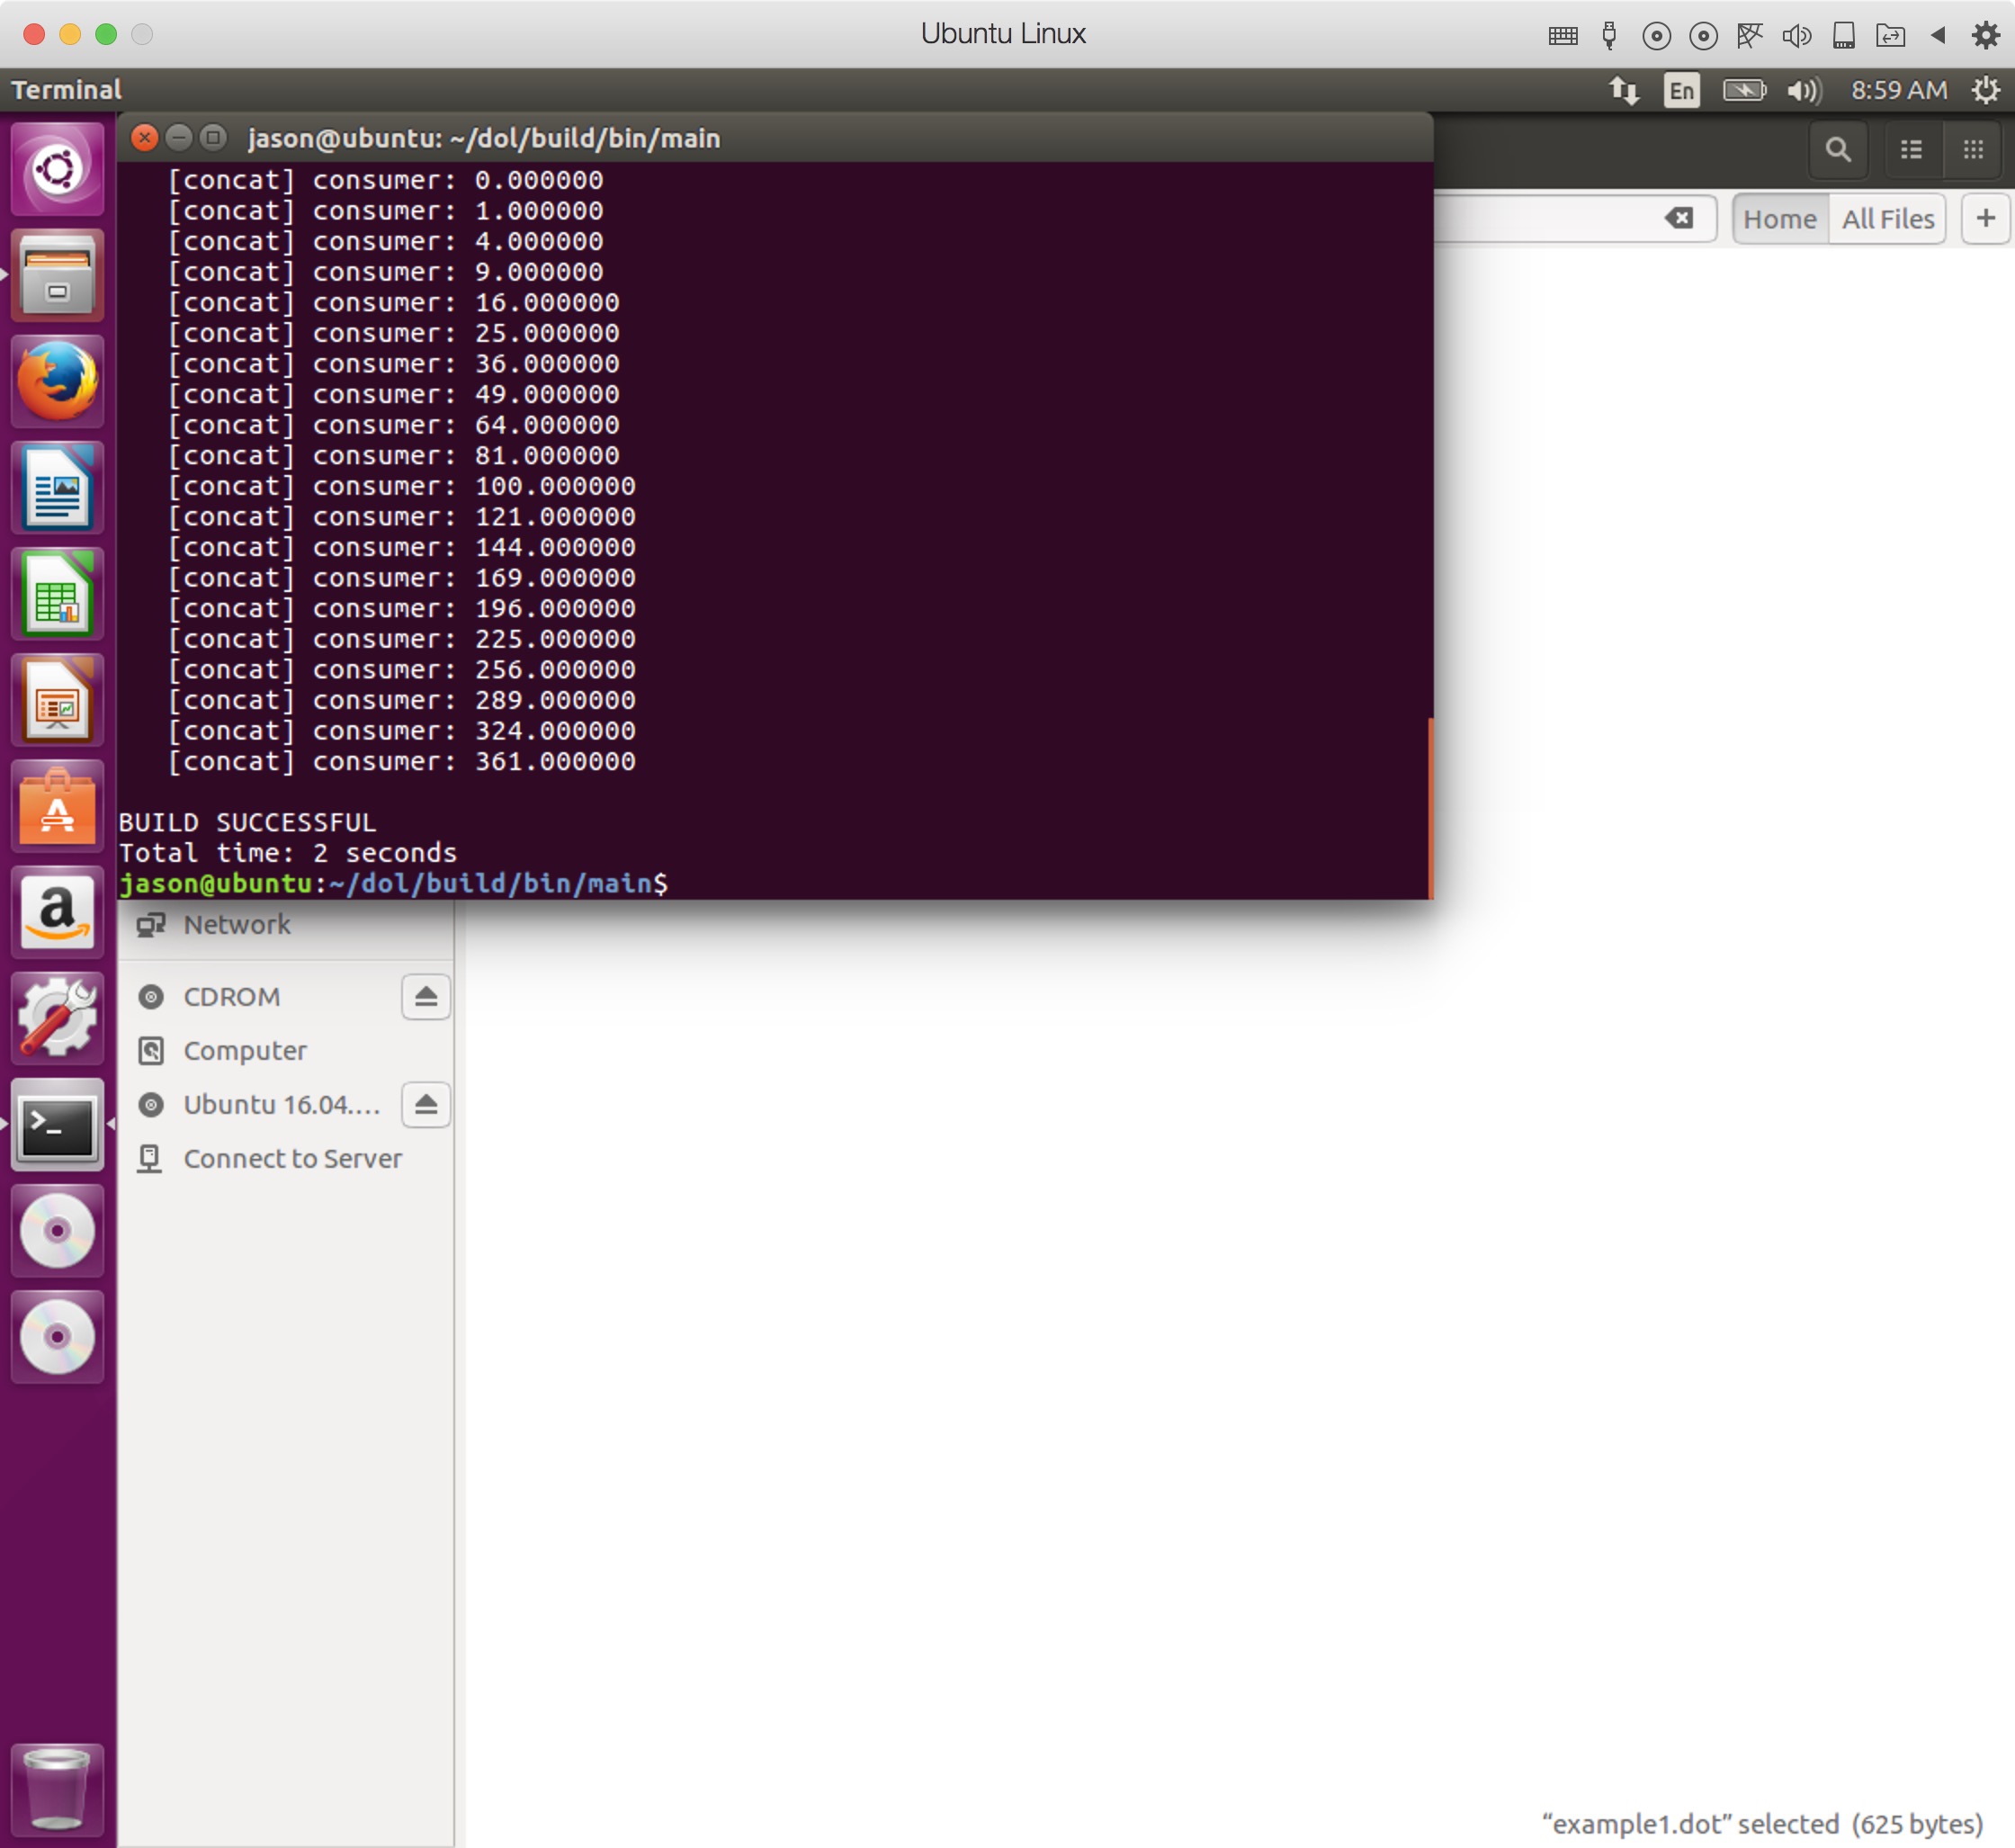 Ubuntu Linux
Terminal
En
8:59 AM
jason@ubuntu: ~/dol/build/bin/main
[concat] consumer: 0.000000
[concat] consumer: 1.000000
[concat] consumer: 4.000000
[concat] consumer: 9.000000
[concat] consumer: 16.000000
[concat] consumer: 25.000000
[concat] consumer: 36.000000
[concat] consumer: 49.000000
[concat] consumer: 64.000000
[concat] consumer: 81.000000
[concat] consumer: 100.000000
[concat] consumer: 121.000000
[concat] consumer: 144.000000
[concat] consumer: 169.000000
[concat] consumer: 196.000000
[concat] consumer: 225.000000
[concat] consumer: 256.000000
[concat] consumer: 289.000000
[concat] consumer: 324.000000
[concat] consumer: 361.000000
BUILD SUCCESSFUL
Total time: 2 seconds
jason@ubuntu:~/dol/build/bin/main$
Home
All Files
Network
CDROM
Computer
Ubuntu 16.04....
Connect to Server
“example1.dot” selected (625 bytes)